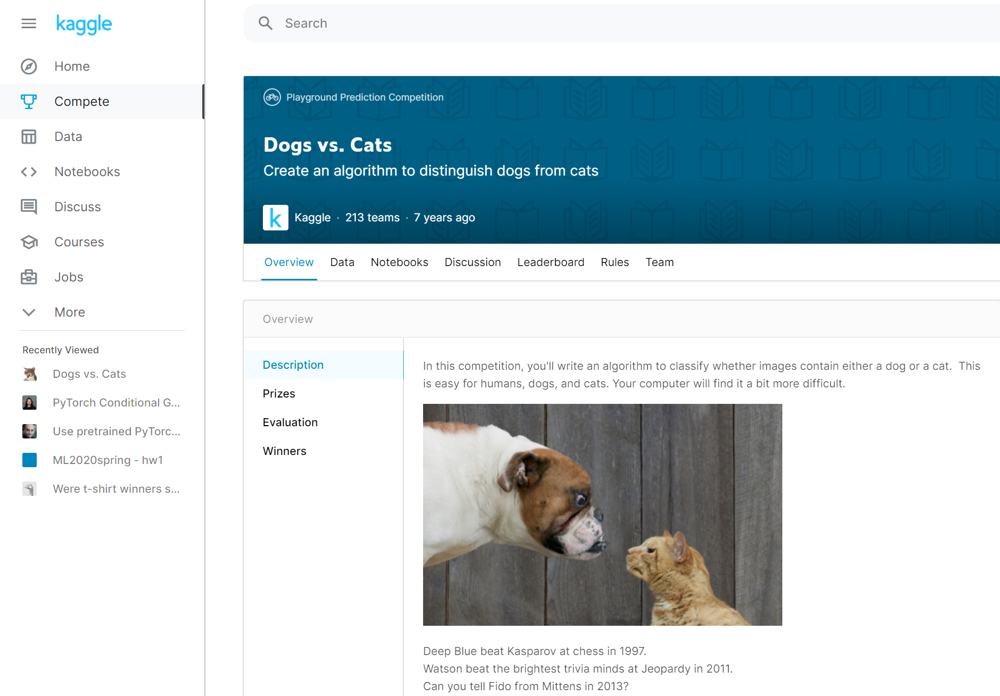 kaggle
Home
Compete
Data
Notebooks
Discuss
Courses
Jobs
More
Recently Viewed
Dogs vs. Cats
PyTorch Conditional G...
Use pretrained PyTorc...
ML2020spring - hw1
Were t-shirt winners s...
Search
Playground Prediction Competition
Dogs vs. Cats
Create an algorithm to distinguish dogs from cats
k
Kaggle · 213 teams · 7 years ago
Overview Data Notebooks Discussion Leaderboard Rules Team
Overview
Description
Prizes
Evaluation
Winners
In this competition, you'll write an algorithm to classify whether images contain either a dog or a cat. This
is easy for humans, dogs, and cats. Your computer will find it a bit more difficult.
Deep Blue beat Kasparov at chess in 1997.
Watson beat the brightest trivia minds at Jeopardy in 2011.
Can you tell Fido from Mittens in 2013?